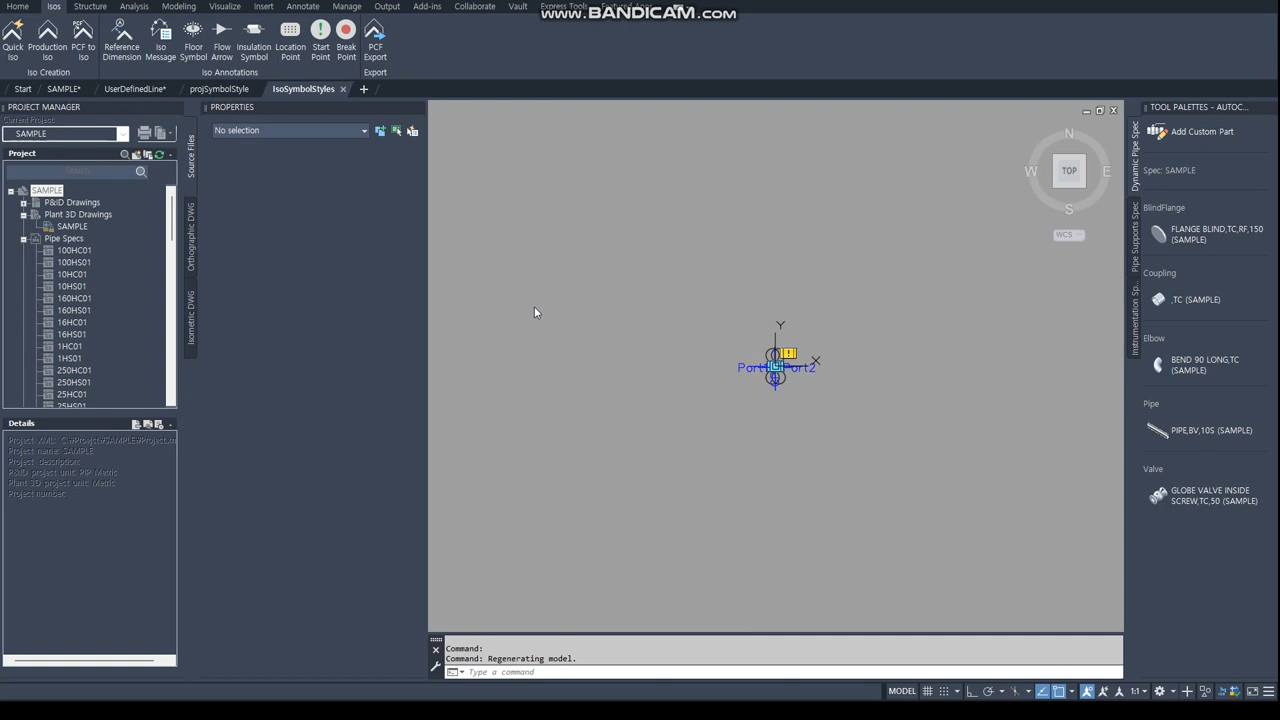 Home Isos Structure Analysis Modeling Visualize Insert Annotate Manage Output Add-ins Collaborate Vault Express Tools Featured Apps
www.BANDICAM.com
Quick Iso
Production Iso
PCF to Iso
Reference Dimension
Iso Message
Floor Symbol
Flow Arrow
Insulation Symbol
Location Point
Start Point
Break Point
PCF Export
Iso Creation
Iso Annotations
Export
Start
SAMPLE*
UserDefinedLine*
projSymbolStyle
IsoSymbolStyles
PROJECT MANAGER
Current Project:
SAMPLE
Project
Search
SAMPLE
P&ID Drawings
Plant 3D Drawings
SAMPLE
Pipe Specs
100HC01
100HS01
10HC01
10HS01
160HC01
160HS01
16HC01
16HS01
1HC01
1HS01
250HC01
250HS01
25HC01
25HS01
Source Files
Orthographic DWG
Isometric DWG
Details
Project XML: C:₩Proejct₩SAMPLE₩Project.xm
Project name: SAMPLE
Project description:
P&ID project unit: PIP Metric
Plant 3D project unit: Metric
Project number:
PROPERTIES
No selection
N
W
TOP
E
S
WCS
Y
X
Port
Port2
Command:
Command: Regenerating model.
Type a command
MODEL
1:1
TOOL PALETTES - AUTOC...
Dynamic Pipe Spec
Pipe Supports Spec
Instrumentation Sp...
Add Custom Part
Spec: SAMPLE
BlindFlange
FLANGE BLIND,TC,RF,150
(SAMPLE)
Coupling
,TC (SAMPLE)
Elbow
BEND 90 LONG,TC
(SAMPLE)
Pipe
PIPE,BV,10S (SAMPLE)
Valve
GLOBE VALVE INSIDE
SCREW,TC,50 (SAMPLE)